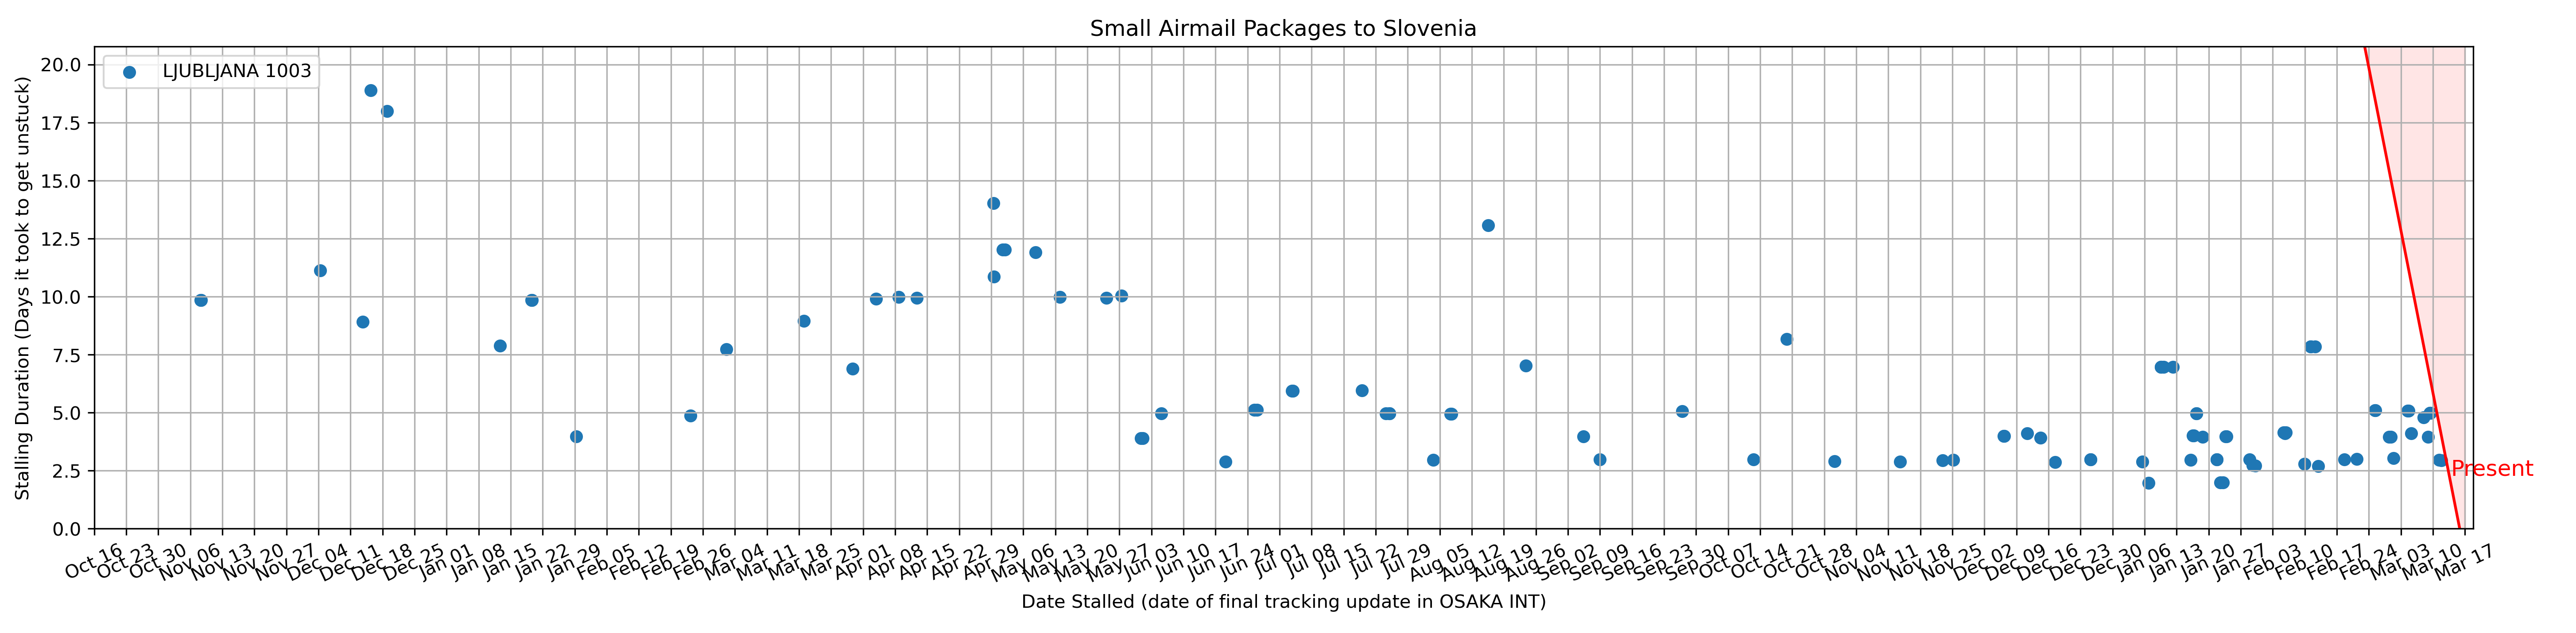 Small Airmail Packages to Slovenia
LJUBLJANA 1003
Stalling Duration (Days it took to get unstuck)
20.0
17.5
15.0
12.5
10.0
7.5
5.0
2.5
0.0
Present
Oct 16 Oct 23 Oct 30 Nov 06 Nov 13 Nov 20 Nov 27 Dec 04 Dec 11 Dec 18 Dec 25 Jan 01 Jan 08 Jan 15 Jan 22 Jan 29 Feb 05 Feb 12 Feb 19 Feb 26 Mar 04 Mar 11 Mar 18 Mar 25 Apr 01 Apr 08 Apr 15 Apr 22 Apr 29 May 06 May 13 May 20 May 27 Jun 03 Jun 10 Jun 17 Jun 24 Jul 01 Jul 08 Jul 15 Jul 22 Jul 29 Aug 05 Aug 12 Aug 19 Aug 26 Sep 02 Sep 09 Sep 16 Sep 23 Sep 30 Oct 07 Oct 14 Oct 21 Oct 28 Nov 04 Nov 11 Nov 18 Nov 25 Dec 02 Dec 09 Dec 16 Dec 23 Dec 30 Jan 06 Jan 13 Jan 20 Jan 27 Feb 03 Feb 10 Feb 17 Feb 24 Mar 03 Mar 10 Mar 17
Date Stalled (date of final tracking update in OSAKA INT)